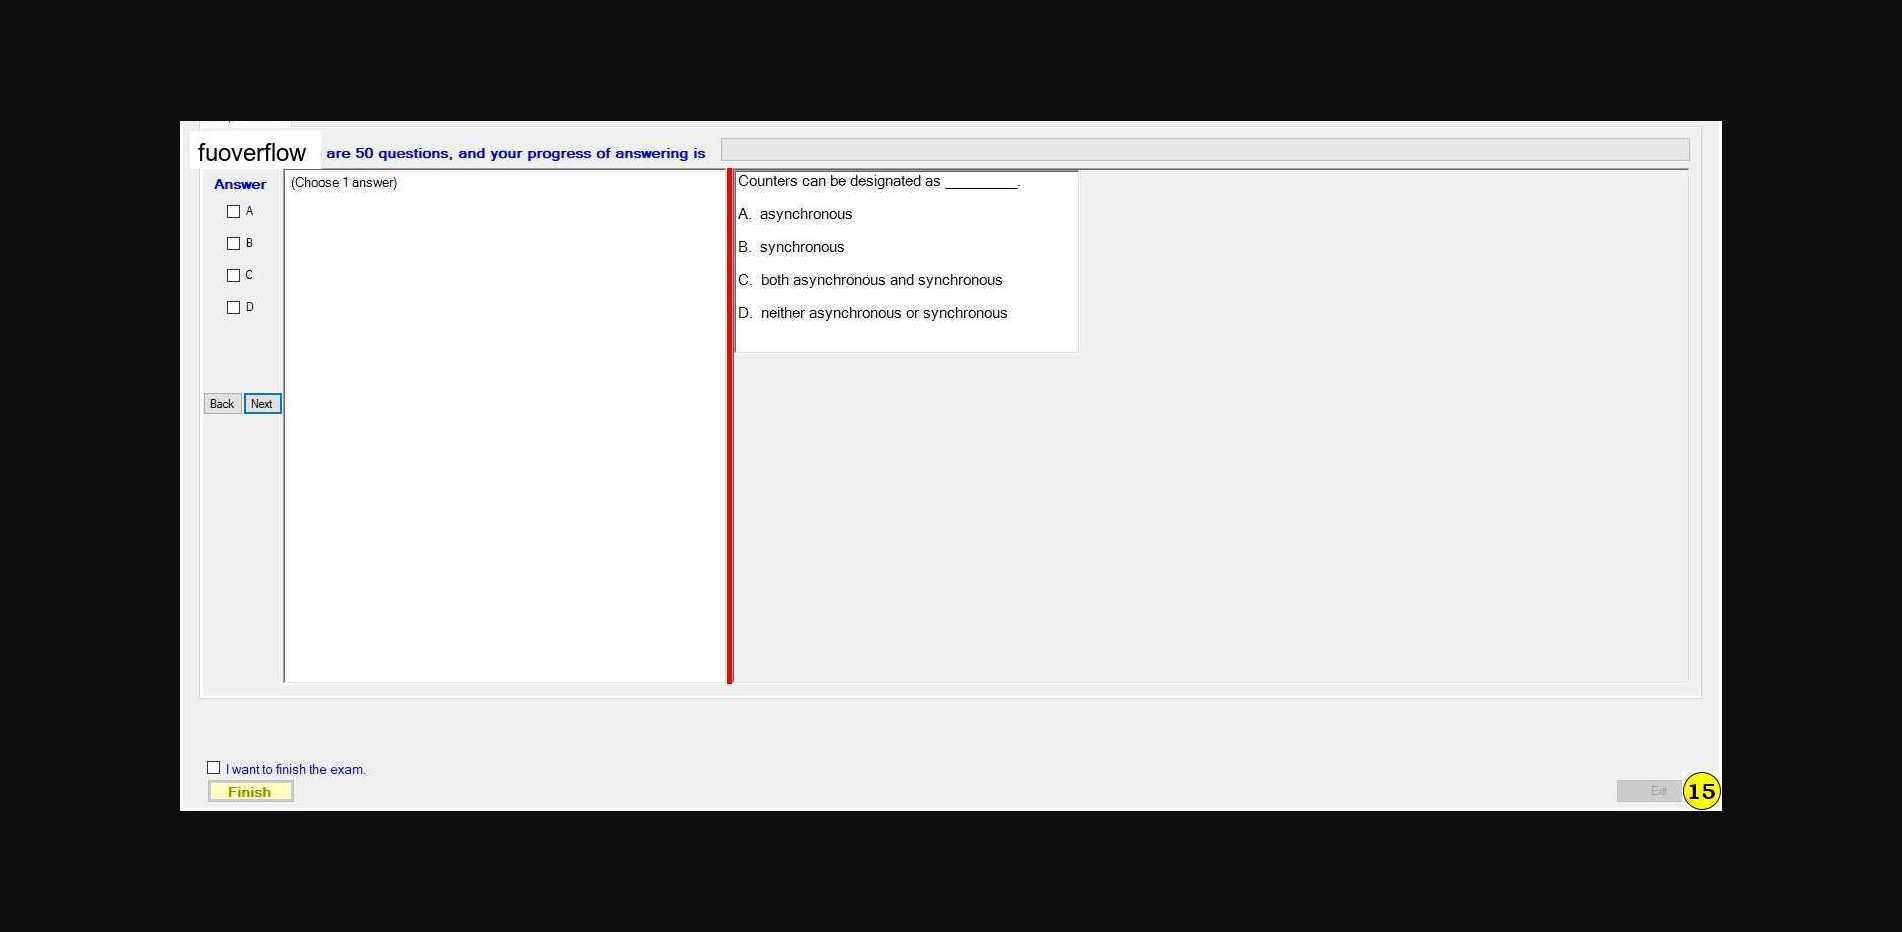 fuoverflow are 50 questions, and your progress of answering is
Answer
(Choose 1 answer)
A
B
C
D
Back Next
Counters can be designated as _________.
A. asynchronous
B. synchronous
C. both asynchronous and synchronous
D. neither asynchronous or synchronous
I want to finish the exam.
Finish
Exit
15